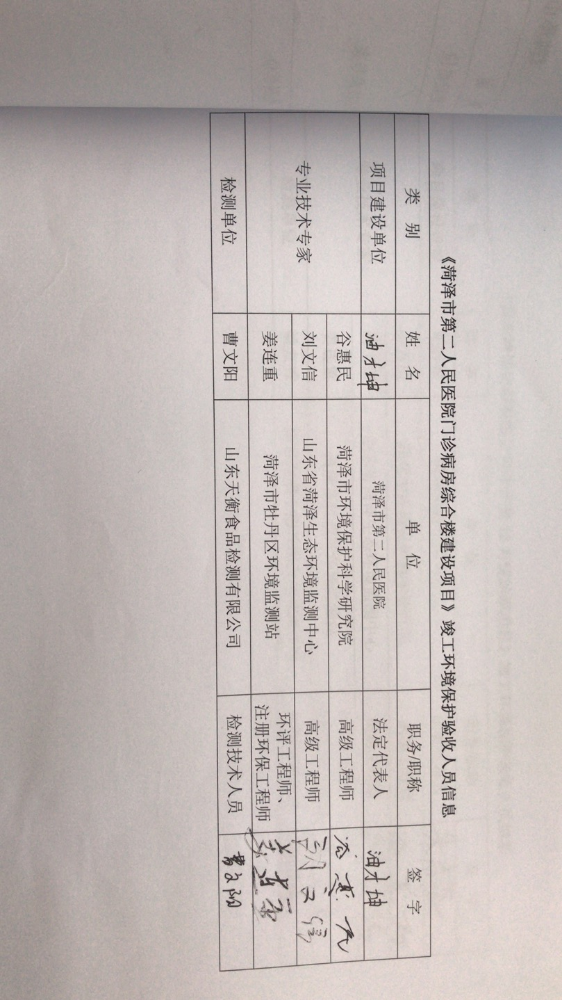 《菏泽市第二人民医院门诊病房综合楼建设项目》竣工环境保护验收人员信息
类 别 姓 名 单 位 职务/职称 签 字
项目建设单位 油才坤 菏泽市第二人民医院 法定代表人 油才坤
专业技术专家 谷惠民 菏泽市环境保护科学研究院 高级工程师 谷惠民
刘文信 山东省菏泽生态环境监测中心 高级工程师 刘文信
姜连重 菏泽市牡丹区环境监测站 环评工程师、
注册环保工程师 姜连重
检测单位 曹文阳 山东天衡食品检测有限公司 检测技术人员 曹文阳